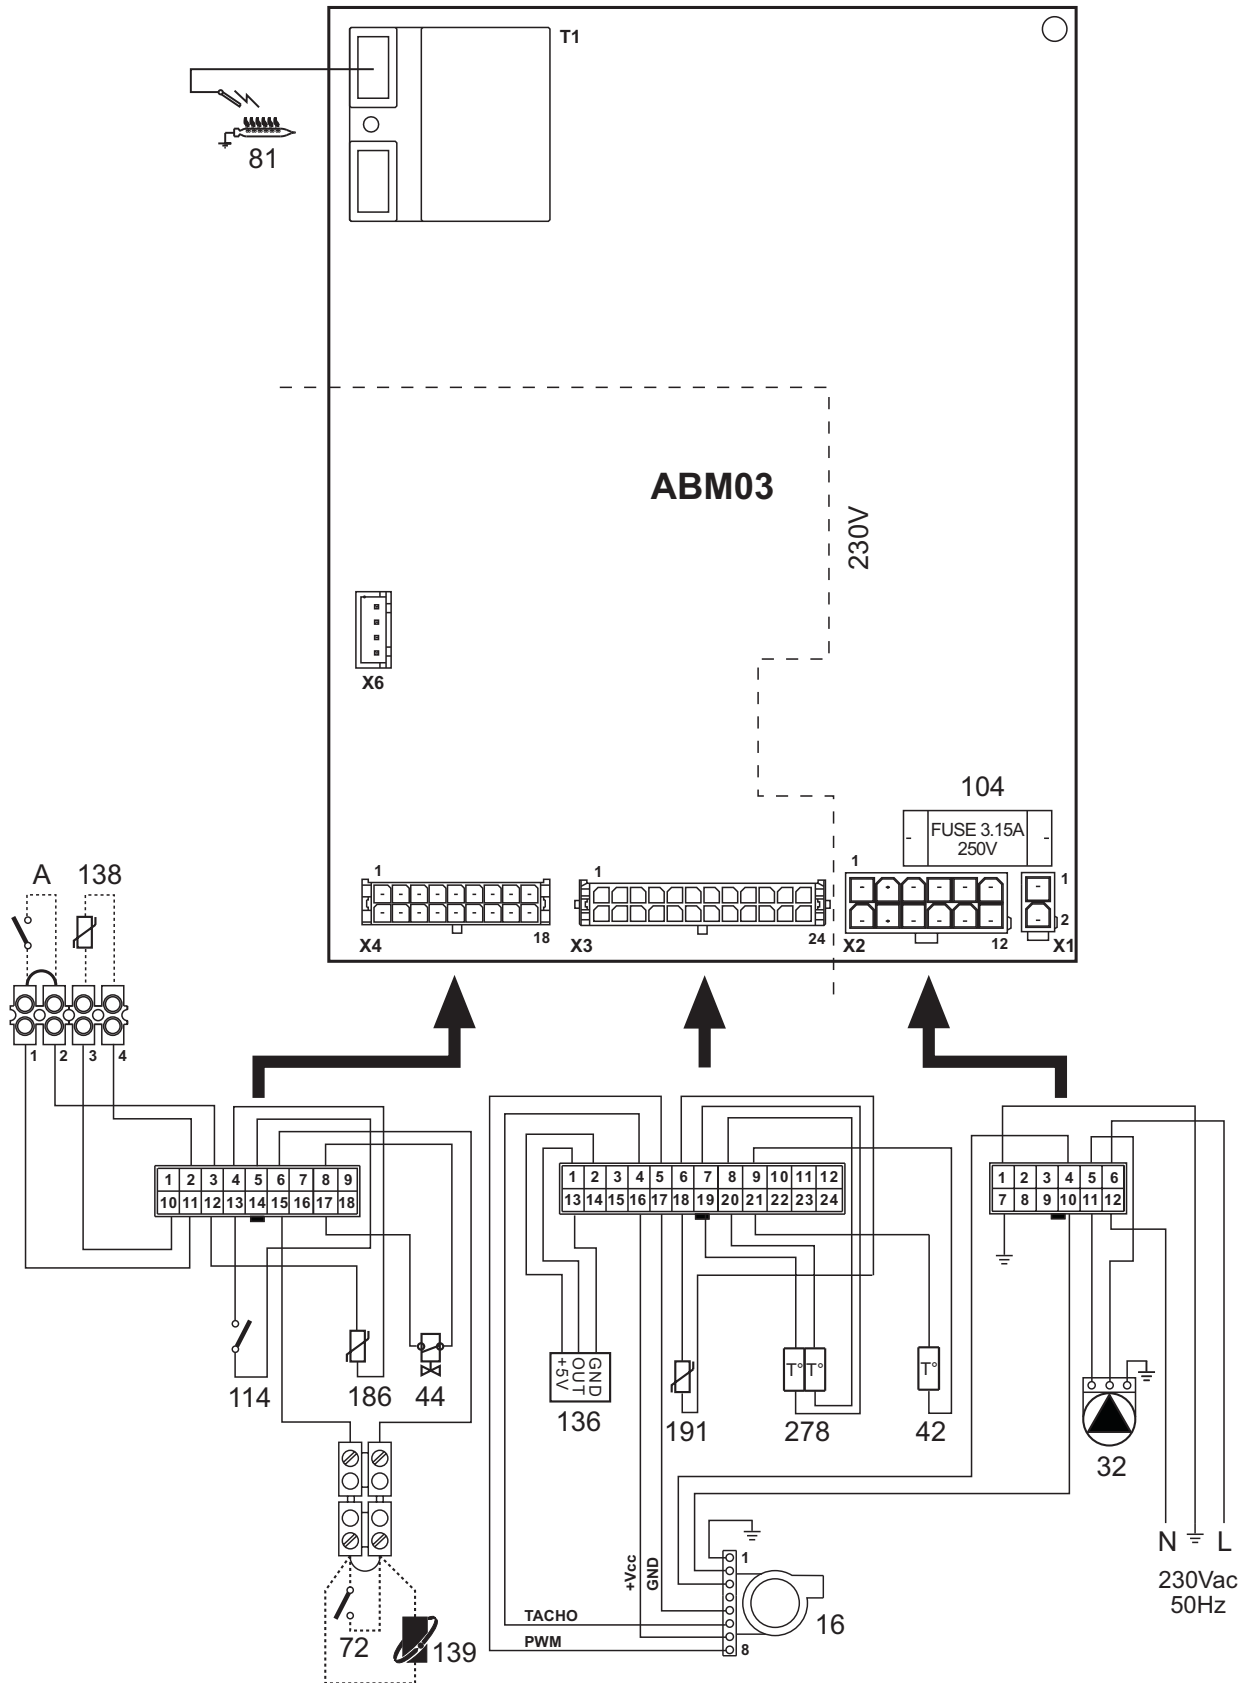 T1
81
ABM03
230V
X6
104
FUSE 3.15A
250V
1
18
X4
1
24
X3
1
12
X2
1
2
X1
A 138
1 2 3 4
1 2 3 4 5 6 7 8 9
10 11 12 13 14 15 16 17 18
1 2 3 4 5 6 7 8 9 10 11 12
13 14 15 16 17 18 19 20 21 22 23 24
1 2 3 4 5 6
7 8 9 10 11 12
114
186
44
+5V
OUT
GND
136
191
T° T°
278
T°
42
32
N L
230Vac
50Hz
+Vcc
GND
TACHO
PWM
1
8
16
72
139